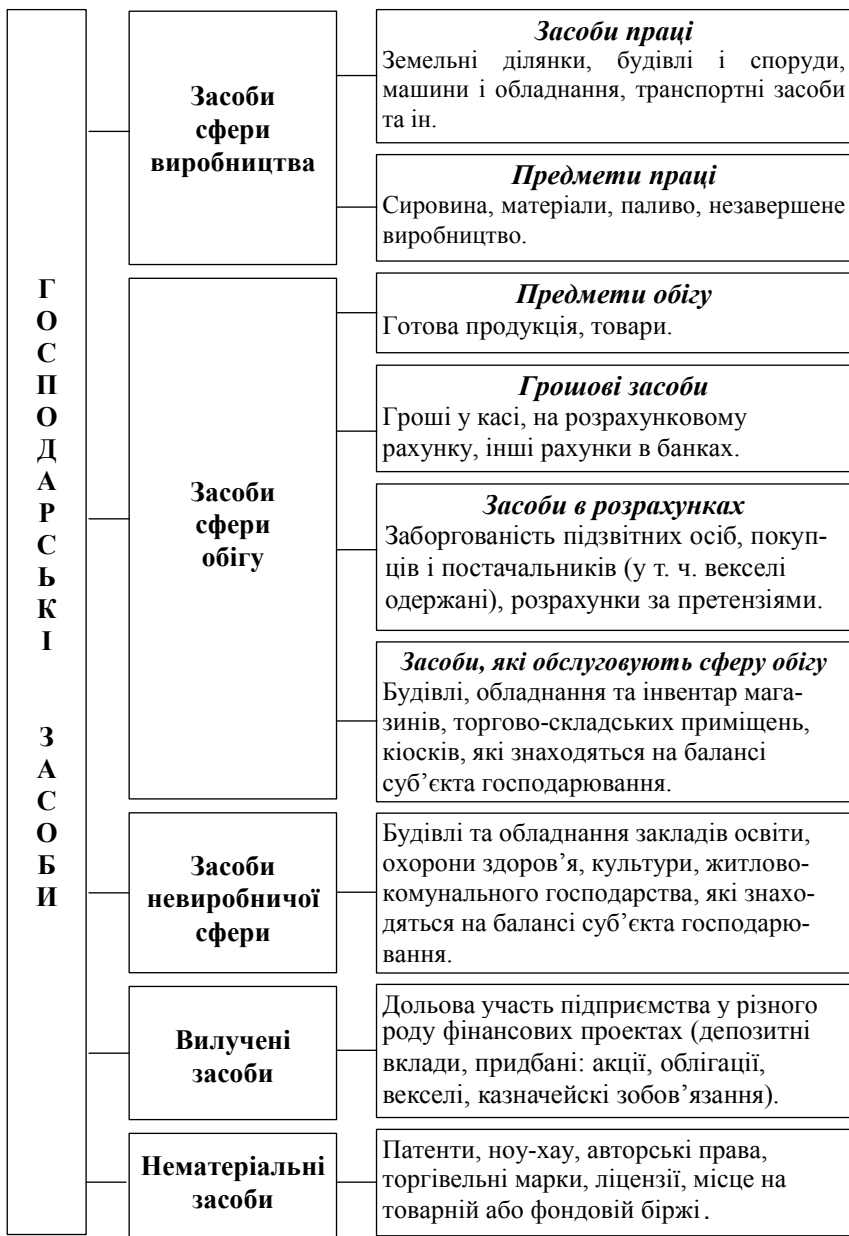 ГОСПОДАРСЬКІ ЗАСОБИ
Засоби
сфери
виробництва
Засоби праці
Земельні ділянки, будівлі і споруди,
машини і обладнання, транспортні засоби
та ін.
Предмети праці
Сировина, матеріали, паливо, незавершене
виробництво.
Засоби
сфери
обігу
Предмети обігу
Готова продукція, товари.
Грошові засоби
Гроші у касі, на розрахунковому
рахунку, інші рахунки в банках.
Засоби в розрахунках
Заборгованість підзвітних осіб, покуп-
ців і постачальників (у т. ч. векселі
одержані), розрахунки за претензіями.
Засоби, які обслуговують сферу обігу
Будівлі, обладнання та інвентар мага-
зинів, торгово-складських приміщень,
кіосків, які знаходяться на балансі
суб’єкта господарювання.
Засоби
невиробничої
сфери
Будівлі та обладнання закладів освіти,
охорони здоров’я, культури, житлово-
комунального господарства, які знахо-
дяться на балансі суб’єкта господарю-
вання.
Вилучені
засоби
Дольова участь підприємства у різного
роду фінансових проектах (депозитні
вклади, придбані: акції, облігації,
векселі, казначейскі зобов’язання).
Нематеріальні
засоби
Патенти, ноу-хау, авторські права,
торгівельні марки, ліцензії, місце на
товарній або фондовій біржі.